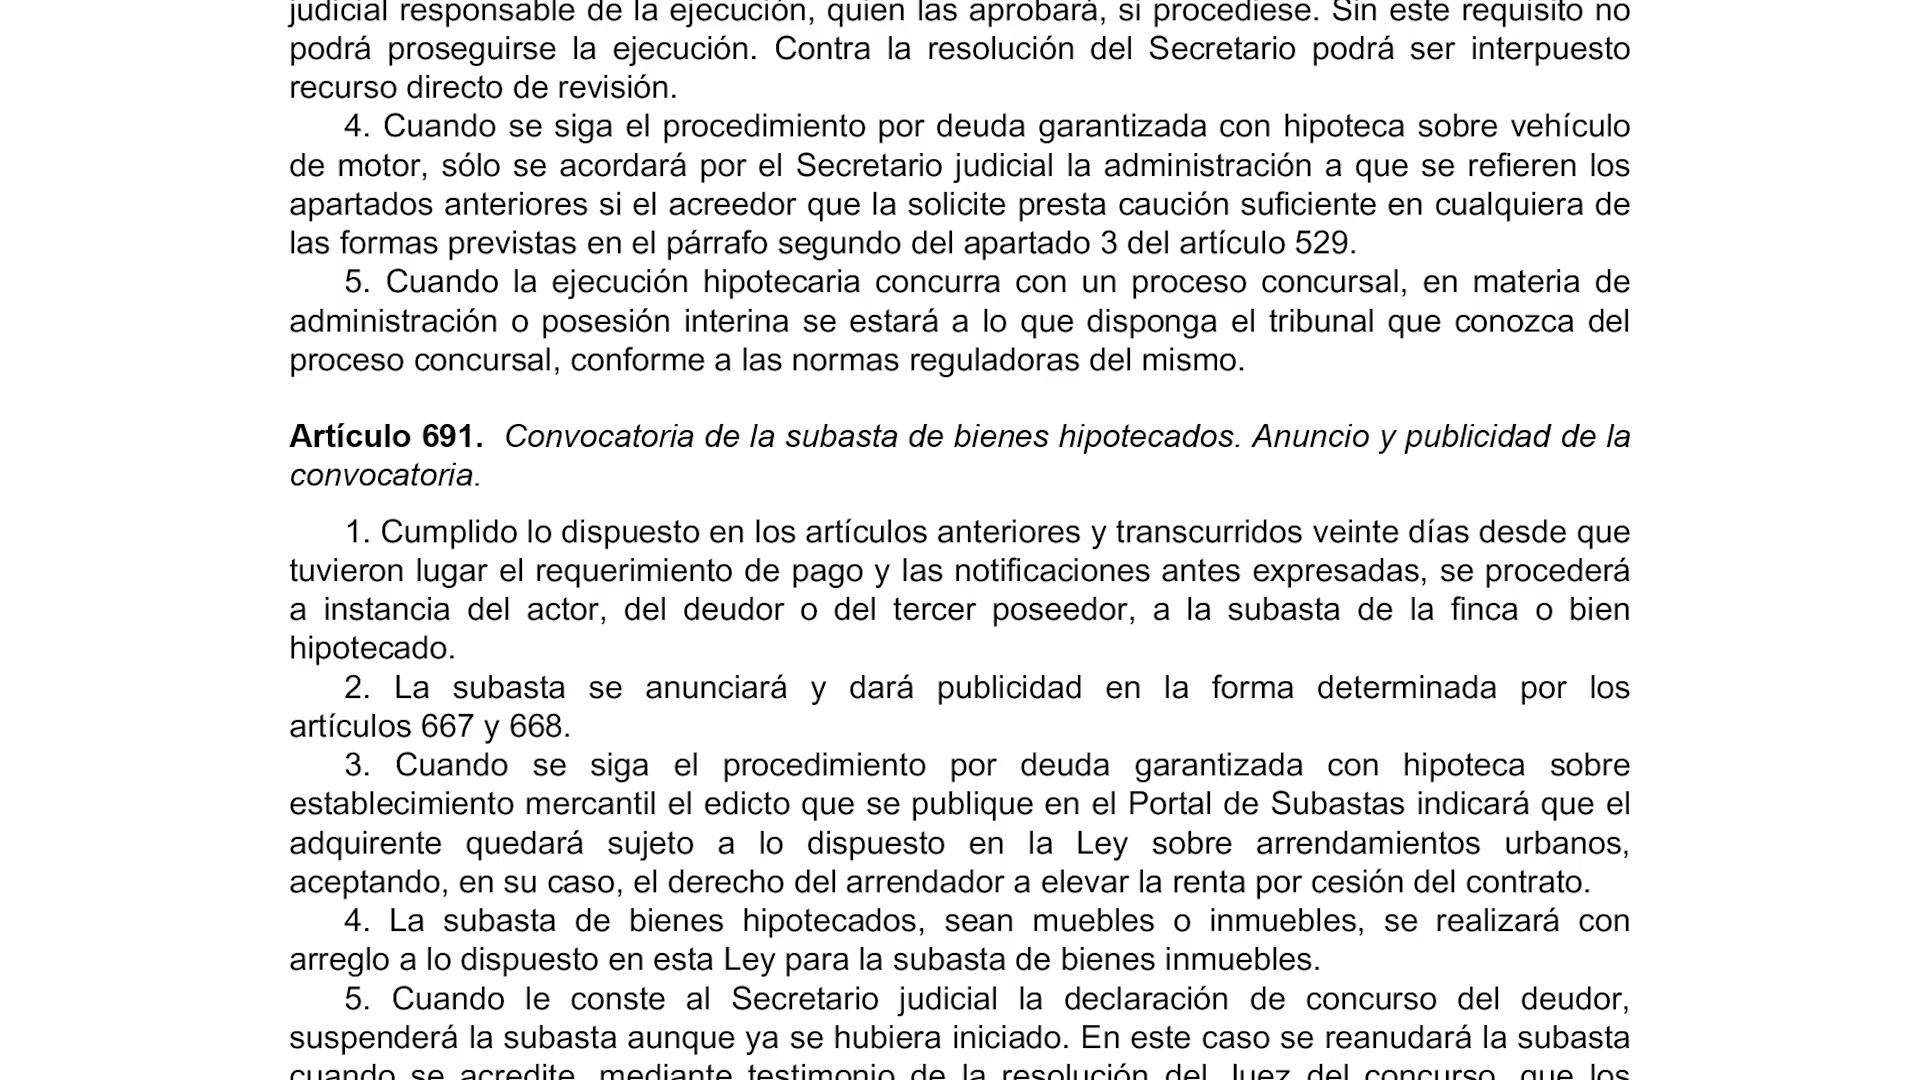 judicial responsable de la ejecución, quien las aprobará, si procediese. Sin este requisito no
podrá proseguirse la ejecución. Contra la resolución del Secretario podrá ser interpuesto
recurso directo de revisión.
4. Cuando se siga el procedimiento por deuda garantizada con hipoteca sobre vehículo
de motor, sólo se acordará por el Secretario judicial la administración a que se refieren los
apartados anteriores si el acreedor que la solicite presta caución suficiente en cualquiera de
las formas previstas en el párrafo segundo del apartado 3 del artículo 529.
5. Cuando la ejecución hipotecaria concurra con un proceso concursal, en materia de
administración o posesión interina se estará a lo que disponga el tribunal que conozca del
proceso concursal, conforme a las normas reguladoras del mismo.
Artículo 691. Convocatoria de la subasta de bienes hipotecados. Anuncio y publicidad de la
convocatoria.
1. Cumplido lo dispuesto en los artículos anteriores y transcurridos veinte días desde que
tuvieron lugar el requerimiento de pago y las notificaciones antes expresadas, se procederá
a instancia del actor, del deudor o del tercer poseedor, a la subasta de la finca o bien
hipotecado.
2. La subasta se anunciará y dará publicidad en la forma determinada por los
artículos 667 y 668.
3. Cuando se siga el procedimiento por deuda garantizada con hipoteca sobre
establecimiento mercantil el edicto que se publique en el Portal de Subastas indicará que el
adquirente quedará sujeto a lo dispuesto en la Ley sobre arrendamientos urbanos,
aceptando, en su caso, el derecho del arrendador a elevar la renta por cesión del contrato.
4. La subasta de bienes hipotecados, sean muebles o inmuebles, se realizará con
arreglo a lo dispuesto en esta Ley para la subasta de bienes inmuebles.
5. Cuando le conste al Secretario judicial la declaración de concurso del deudor,
suspenderá la subasta aunque ya se hubiera iniciado. En este caso se reanudará la subasta
cuando se acredite, mediante testimonio de la resolución del Juez del concurso, que los